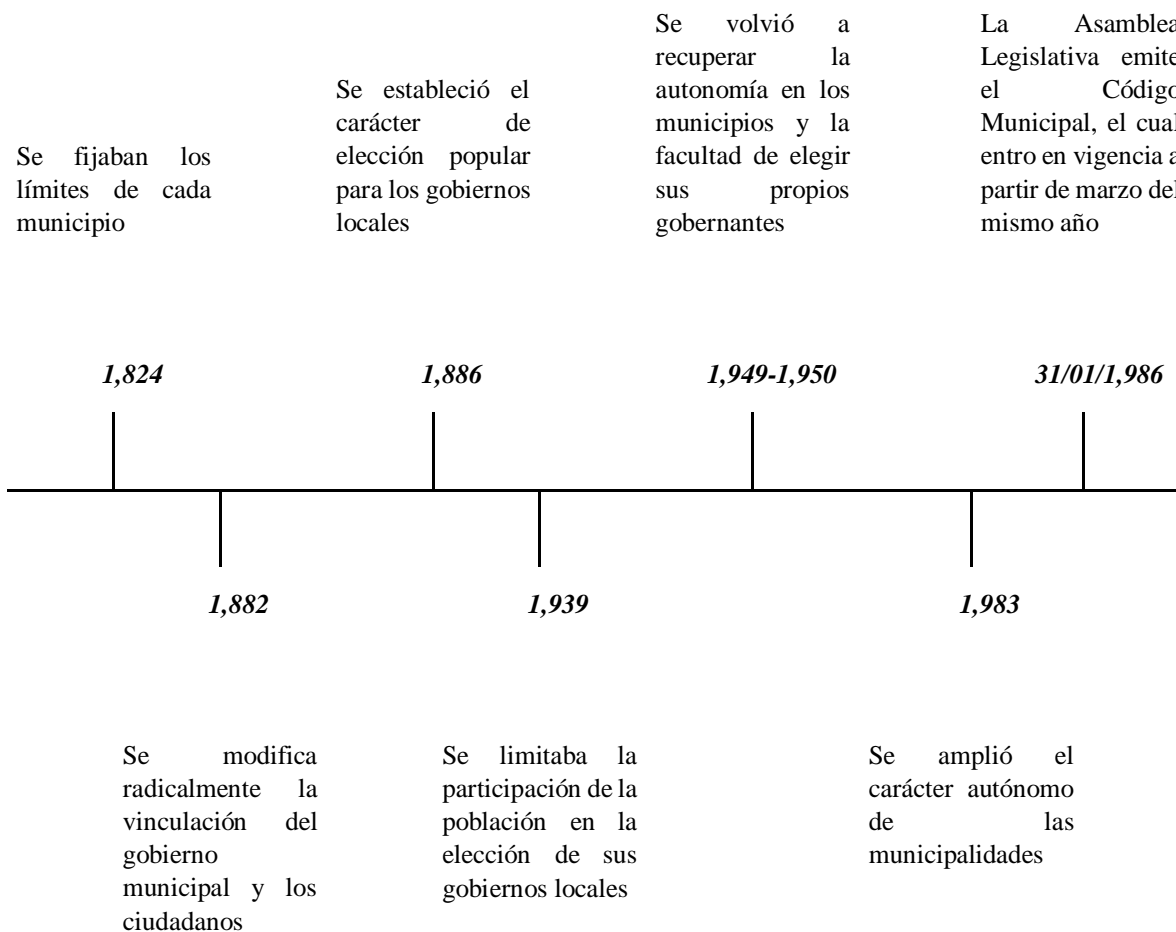 Se fijaban los
límites de cada
municipio
Se estableció el
carácter de
elección popular
para los gobiernos
locales
Se volvió a
recuperar la
autonomía en los
municipios y la
facultad de elegir
sus propios
gobernantes
La Asamblea
Legislativa emite
el Código
Municipal, el cual
entro en vigencia a
partir de marzo del
mismo año
1,824
1,886
1,949-1,950
31/01/1,986
1,882
1,939
1,983
Se modifica
radicalmente la
vinculación del
gobierno
municipal y los
ciudadanos
Se limitaba la
participación de la
población en la
elección de sus
gobiernos locales
Se amplió el
carácter autónomo
de las
municipalidades